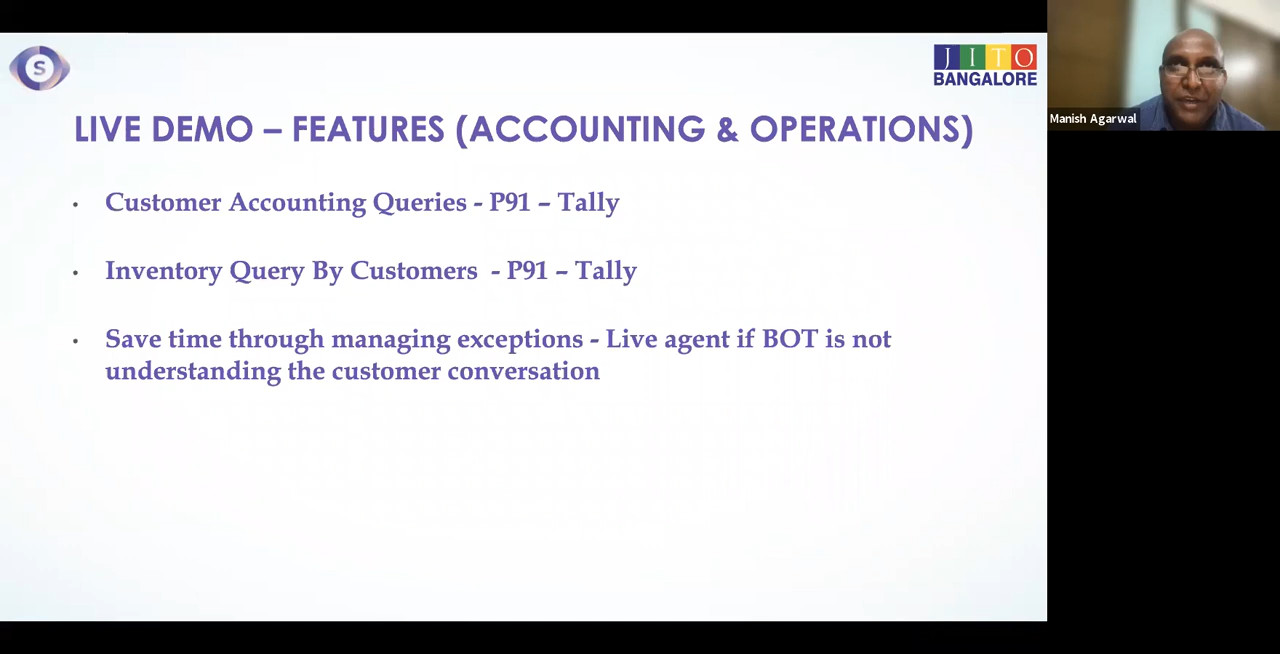 S
JITO
BANGALORE
LIVE DEMO – FEATURES (ACCOUNTING & OPERATIONS)
• Customer Accounting Queries - P91 – Tally
• Inventory Query By Customers - P91 – Tally
• Save time through managing exceptions - Live agent if BOT is not
understanding the customer conversation
Manish Agarwal